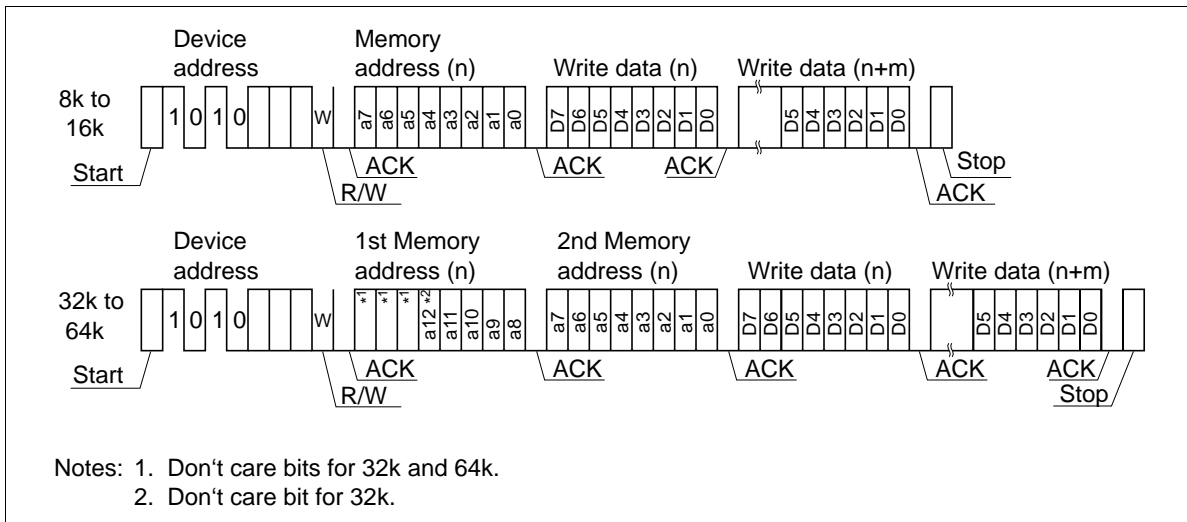 Device address Memory address (n) Write data (n) Write data (n+m)
8k to 16k
1 0 1 0 W a7 a6 a5 a4 a3 a2 a1 a0 D7 D6 D5 D4 D3 D2 D1 D0 D5 D4 D3 D2 D1 D0
Start ACK ACK ACK Stop
R/W ACK
Device address 1st Memory address (n) 2nd Memory address (n) Write data (n) Write data (n+m)
32k to 64k
1 0 1 0 W *1 *1 *1 a12 *2 a11 a10 a9 a8 a7 a6 a5 a4 a3 a2 a1 a0 D7 D6 D5 D4 D3 D2 D1 D0 D5 D4 D3 D2 D1 D0
Start ACK ACK ACK ACK ACK
R/W Stop
Notes: 1. Don‘t care bits for 32k and 64k.
2. Don‘t care bit for 32k.